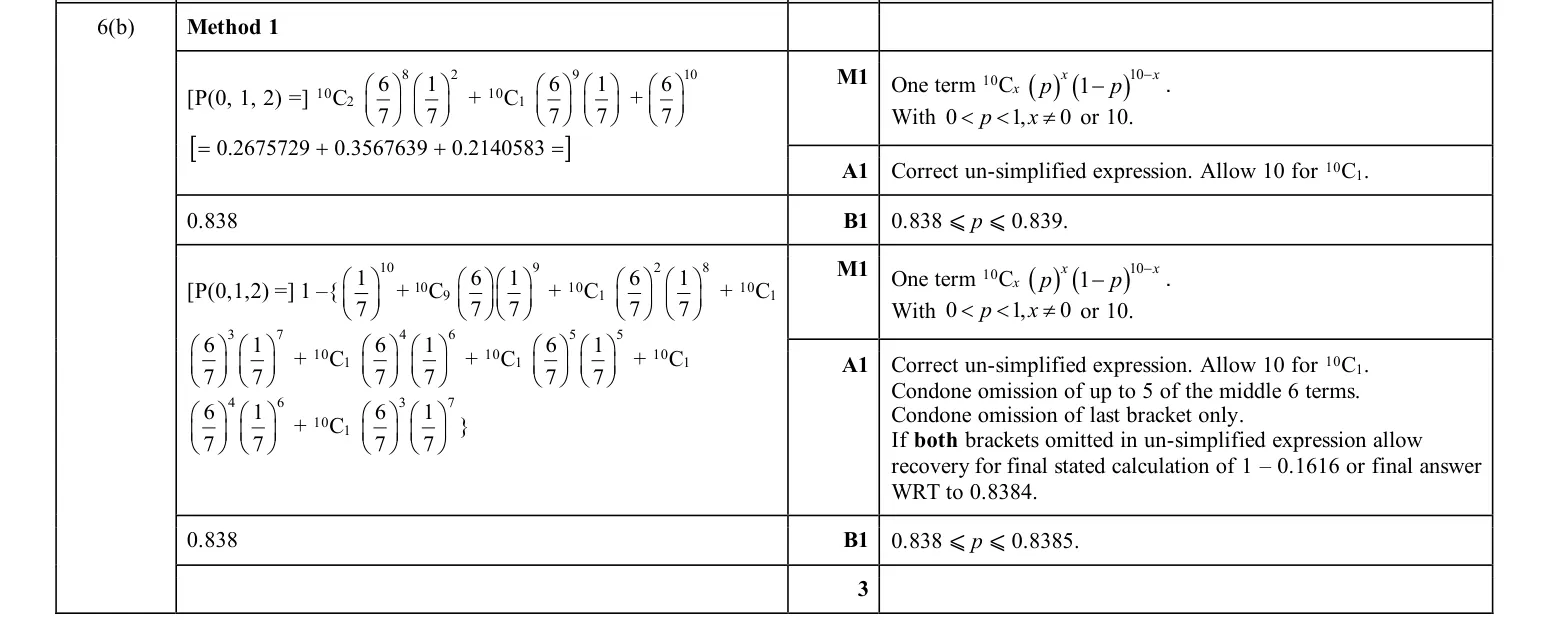 6(b) Method 1
[P(0, 1, 2) =] ¹⁰C₂ (6/7)⁸ (1/7)² + ¹⁰C₁ (6/7)⁹ (1/7) + (6/7)¹⁰
[= 0.2675729 + 0.3567639 + 0.2140583 =]
M1 One term ¹⁰Cₓ (p)ˣ (1 − p)¹⁰⁻ˣ .
With 0 < p < 1, x ≠ 0 or 10.
A1 Correct un-simplified expression. Allow 10 for ¹⁰C₁.
0.838 B1 0.838 ⩽ p ⩽ 0.839.
[P(0,1,2) =] 1 –{(1/7)¹⁰ + ¹⁰C₉ (6/7)(1/7)⁹ + ¹⁰C₁ (6/7)² (1/7)⁸ + ¹⁰C₁
(6/7)³ (1/7)⁷ + ¹⁰C₁ (6/7)⁴ (1/7)⁶ + ¹⁰C₁ (6/7)⁵ (1/7)⁵ + ¹⁰C₁
(6/7)⁴ (1/7)⁶ + ¹⁰C₁ (6/7)³ (1/7)⁷ }
M1 One term ¹⁰Cₓ (p)ˣ (1 − p)¹⁰⁻ˣ .
With 0 < p < 1, x ≠ 0 or 10.
A1 Correct un-simplified expression. Allow 10 for ¹⁰C₁.
Condone omission of up to 5 of the middle 6 terms.
Condone omission of last bracket only.
If both brackets omitted in un-simplified expression allow
recovery for final stated calculation of 1 – 0.1616 or final answer
WRT to 0.8384.
0.838 B1 0.838 ⩽ p ⩽ 0.8385.
3